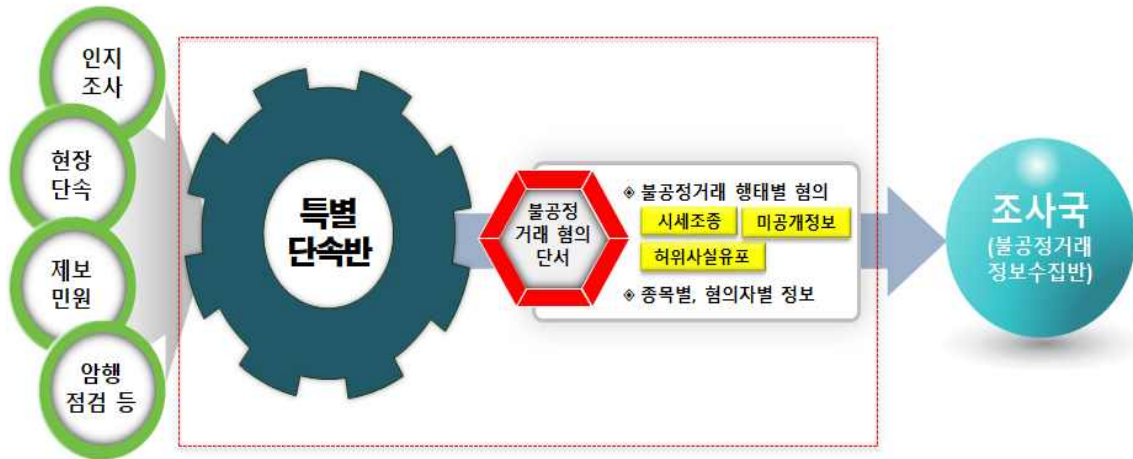 인지
조사
현장
단속
제보
민원
암행
점검 등
특별
단속반
불공정
거래 혐의
단서
◈ 불공정거래 행태별 혐의
시세조종
미공개정보
허위사실유포
◈ 종목별, 혐의자별 정보
조사국
(불공정거래
정보수집반)